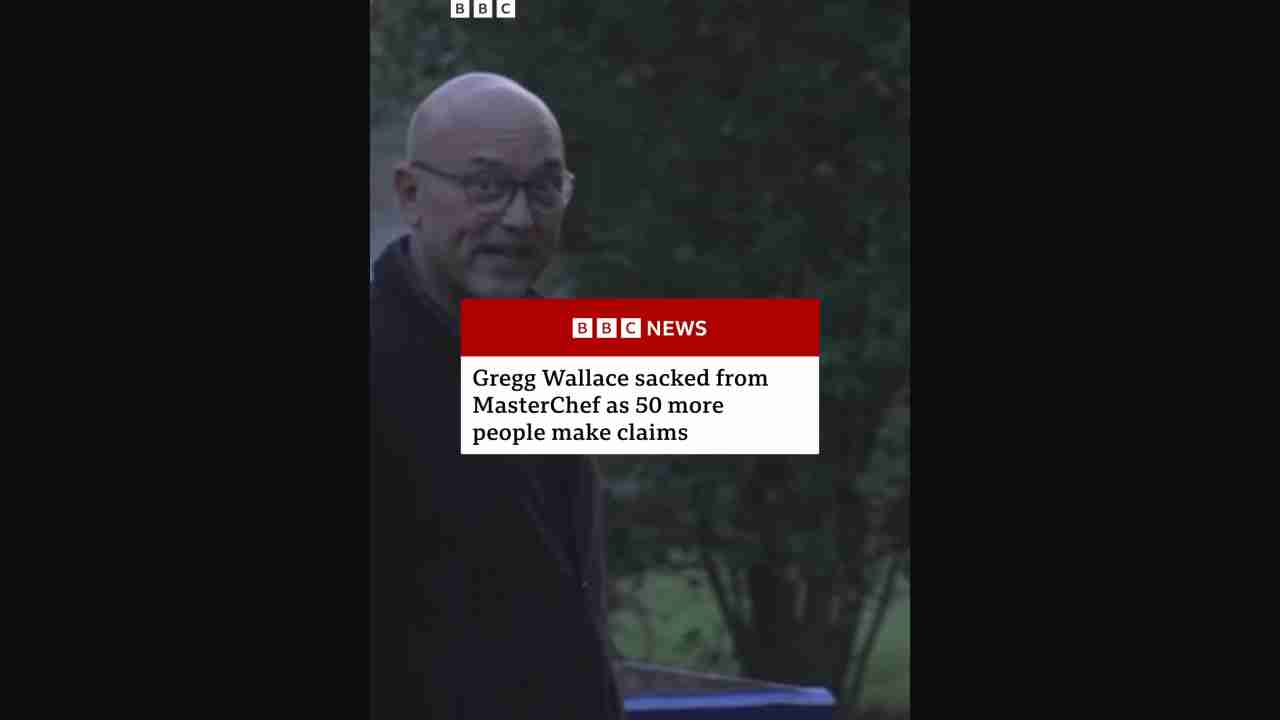 BBC
BBC NEWS
Gregg Wallace sacked from
MasterChef as 50 more
people make claims